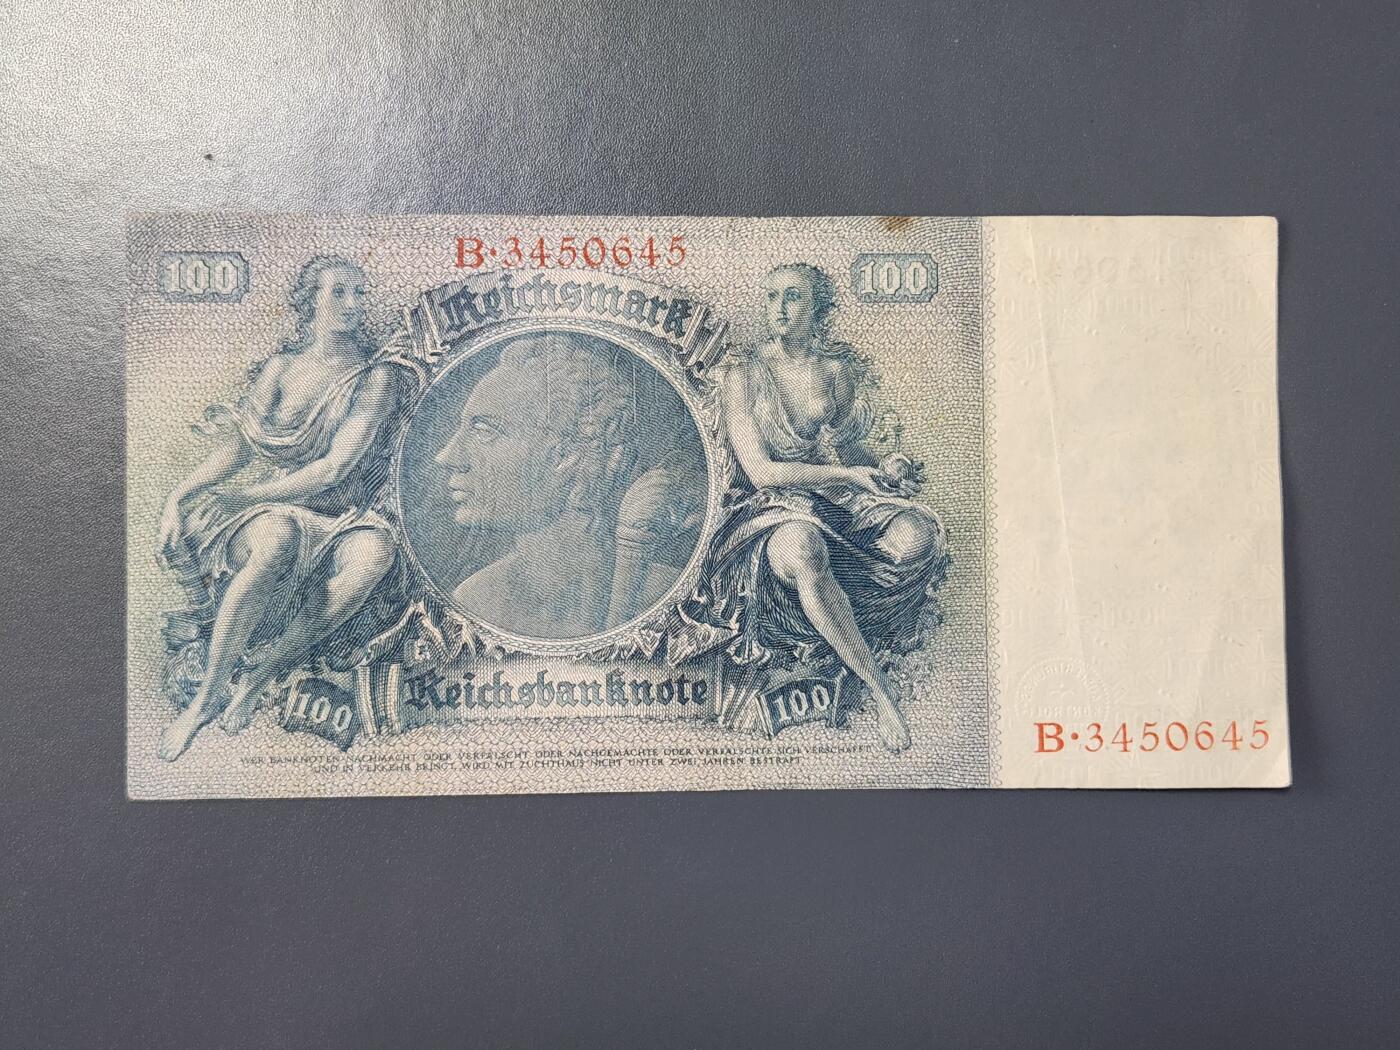 B·3450645
100 100
Reichsmark
Reichsbanknote
100 100
B·3450645
WER BANKNOTEN NACHMACHT ODER VERFÄLSCHT ODER NACHGEMACHTE ODER VERFÄLSCHTE SICH VERSCHAFFT
UND IN VERKEHR BRINGT, WIRD MIT ZUCHTHAUS NICHT UNTER ZWEI JAHREN BESTRAFT